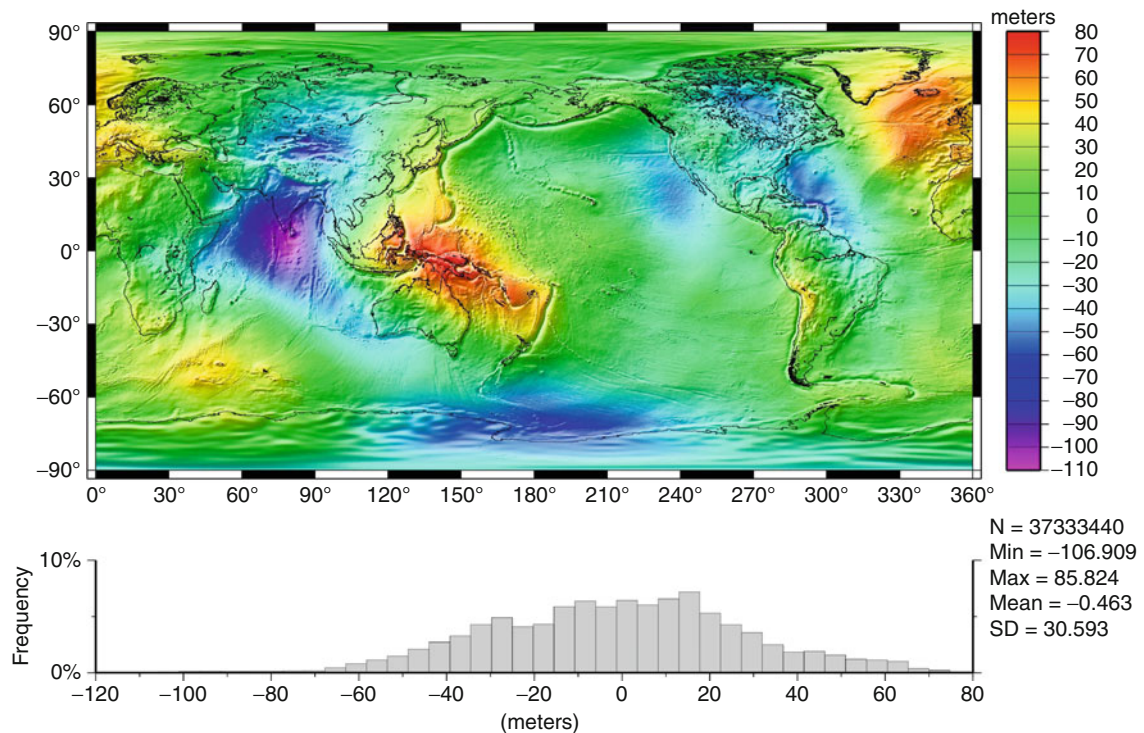 meters
90°
60°
30°
0°
−30°
−60°
−90°
0° 30° 60° 90° 120° 150° 180° 210° 240° 270° 300° 330° 360°
80
70
60
50
40
30
20
10
0
−10
−20
−30
−40
−50
−60
−70
−80
−90
−100
−110
Frequency
10%
0%
−120 −100 −80 −60 −40 −20 0 20 40 60 80
(meters)
N = 37333440
Min = −106.909
Max = 85.824
Mean = −0.463
SD = 30.593